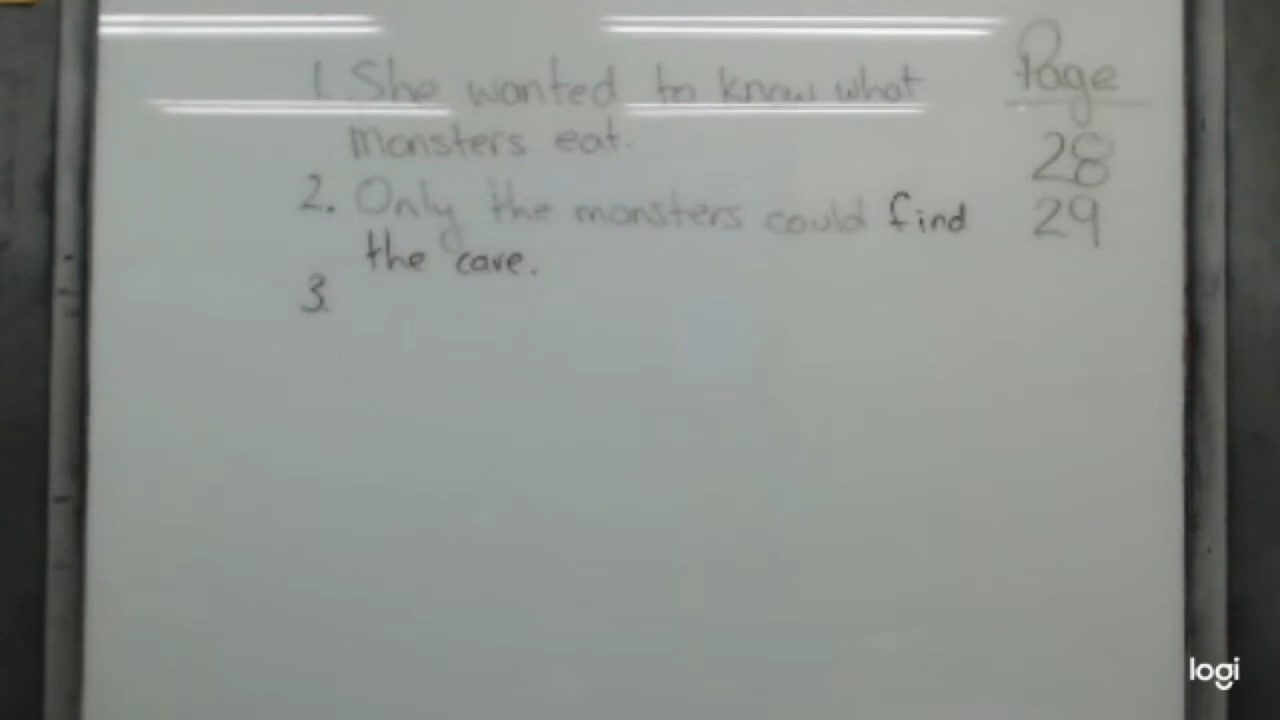 Page
1. She wanted to know what
monsters eat.
28
2. Only the monsters could find
29
the cave.
3.
logi